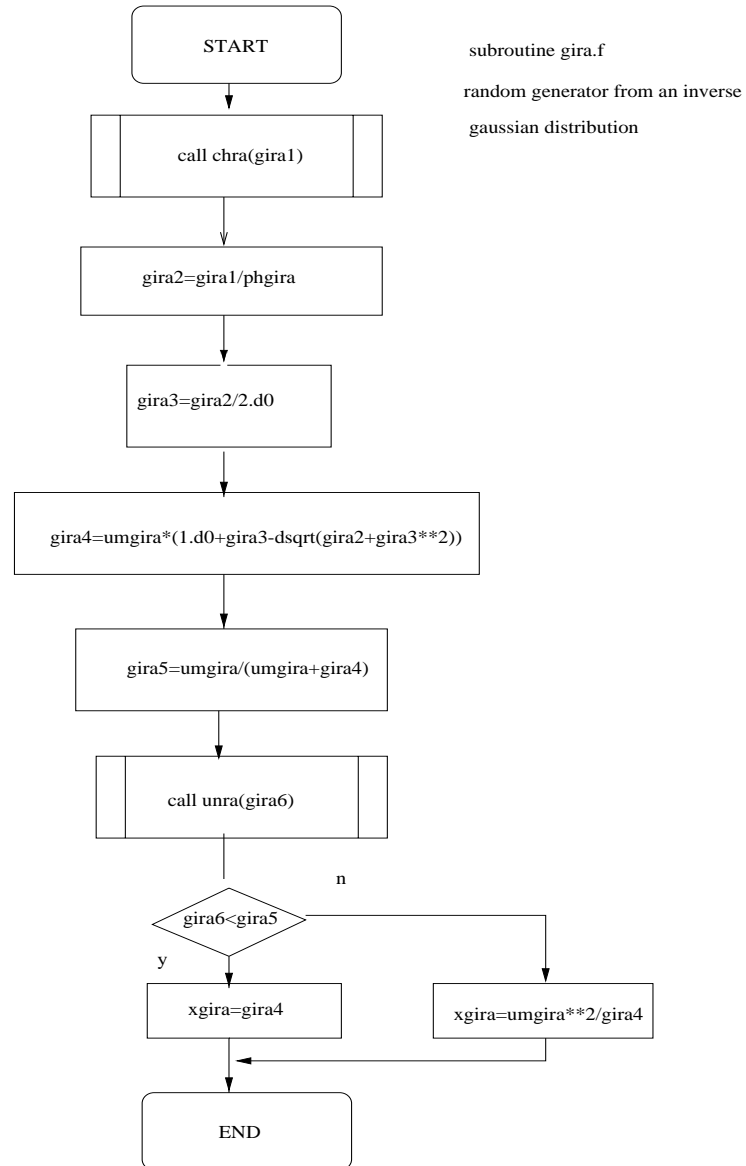 START
subroutine gira.f
random generator from an inverse
gaussian distribution
call chra(gira1)
gira2=gira1/phgira
gira3=gira2/2.d0
gira4=umgira*(1.d0+gira3-dsqrt(gira2+gira3**2))
gira5=umgira/(umgira+gira4)
call unra(gira6)
n
gira6<gira5
y
xgira=gira4
xgira=umgira**2/gira4
END